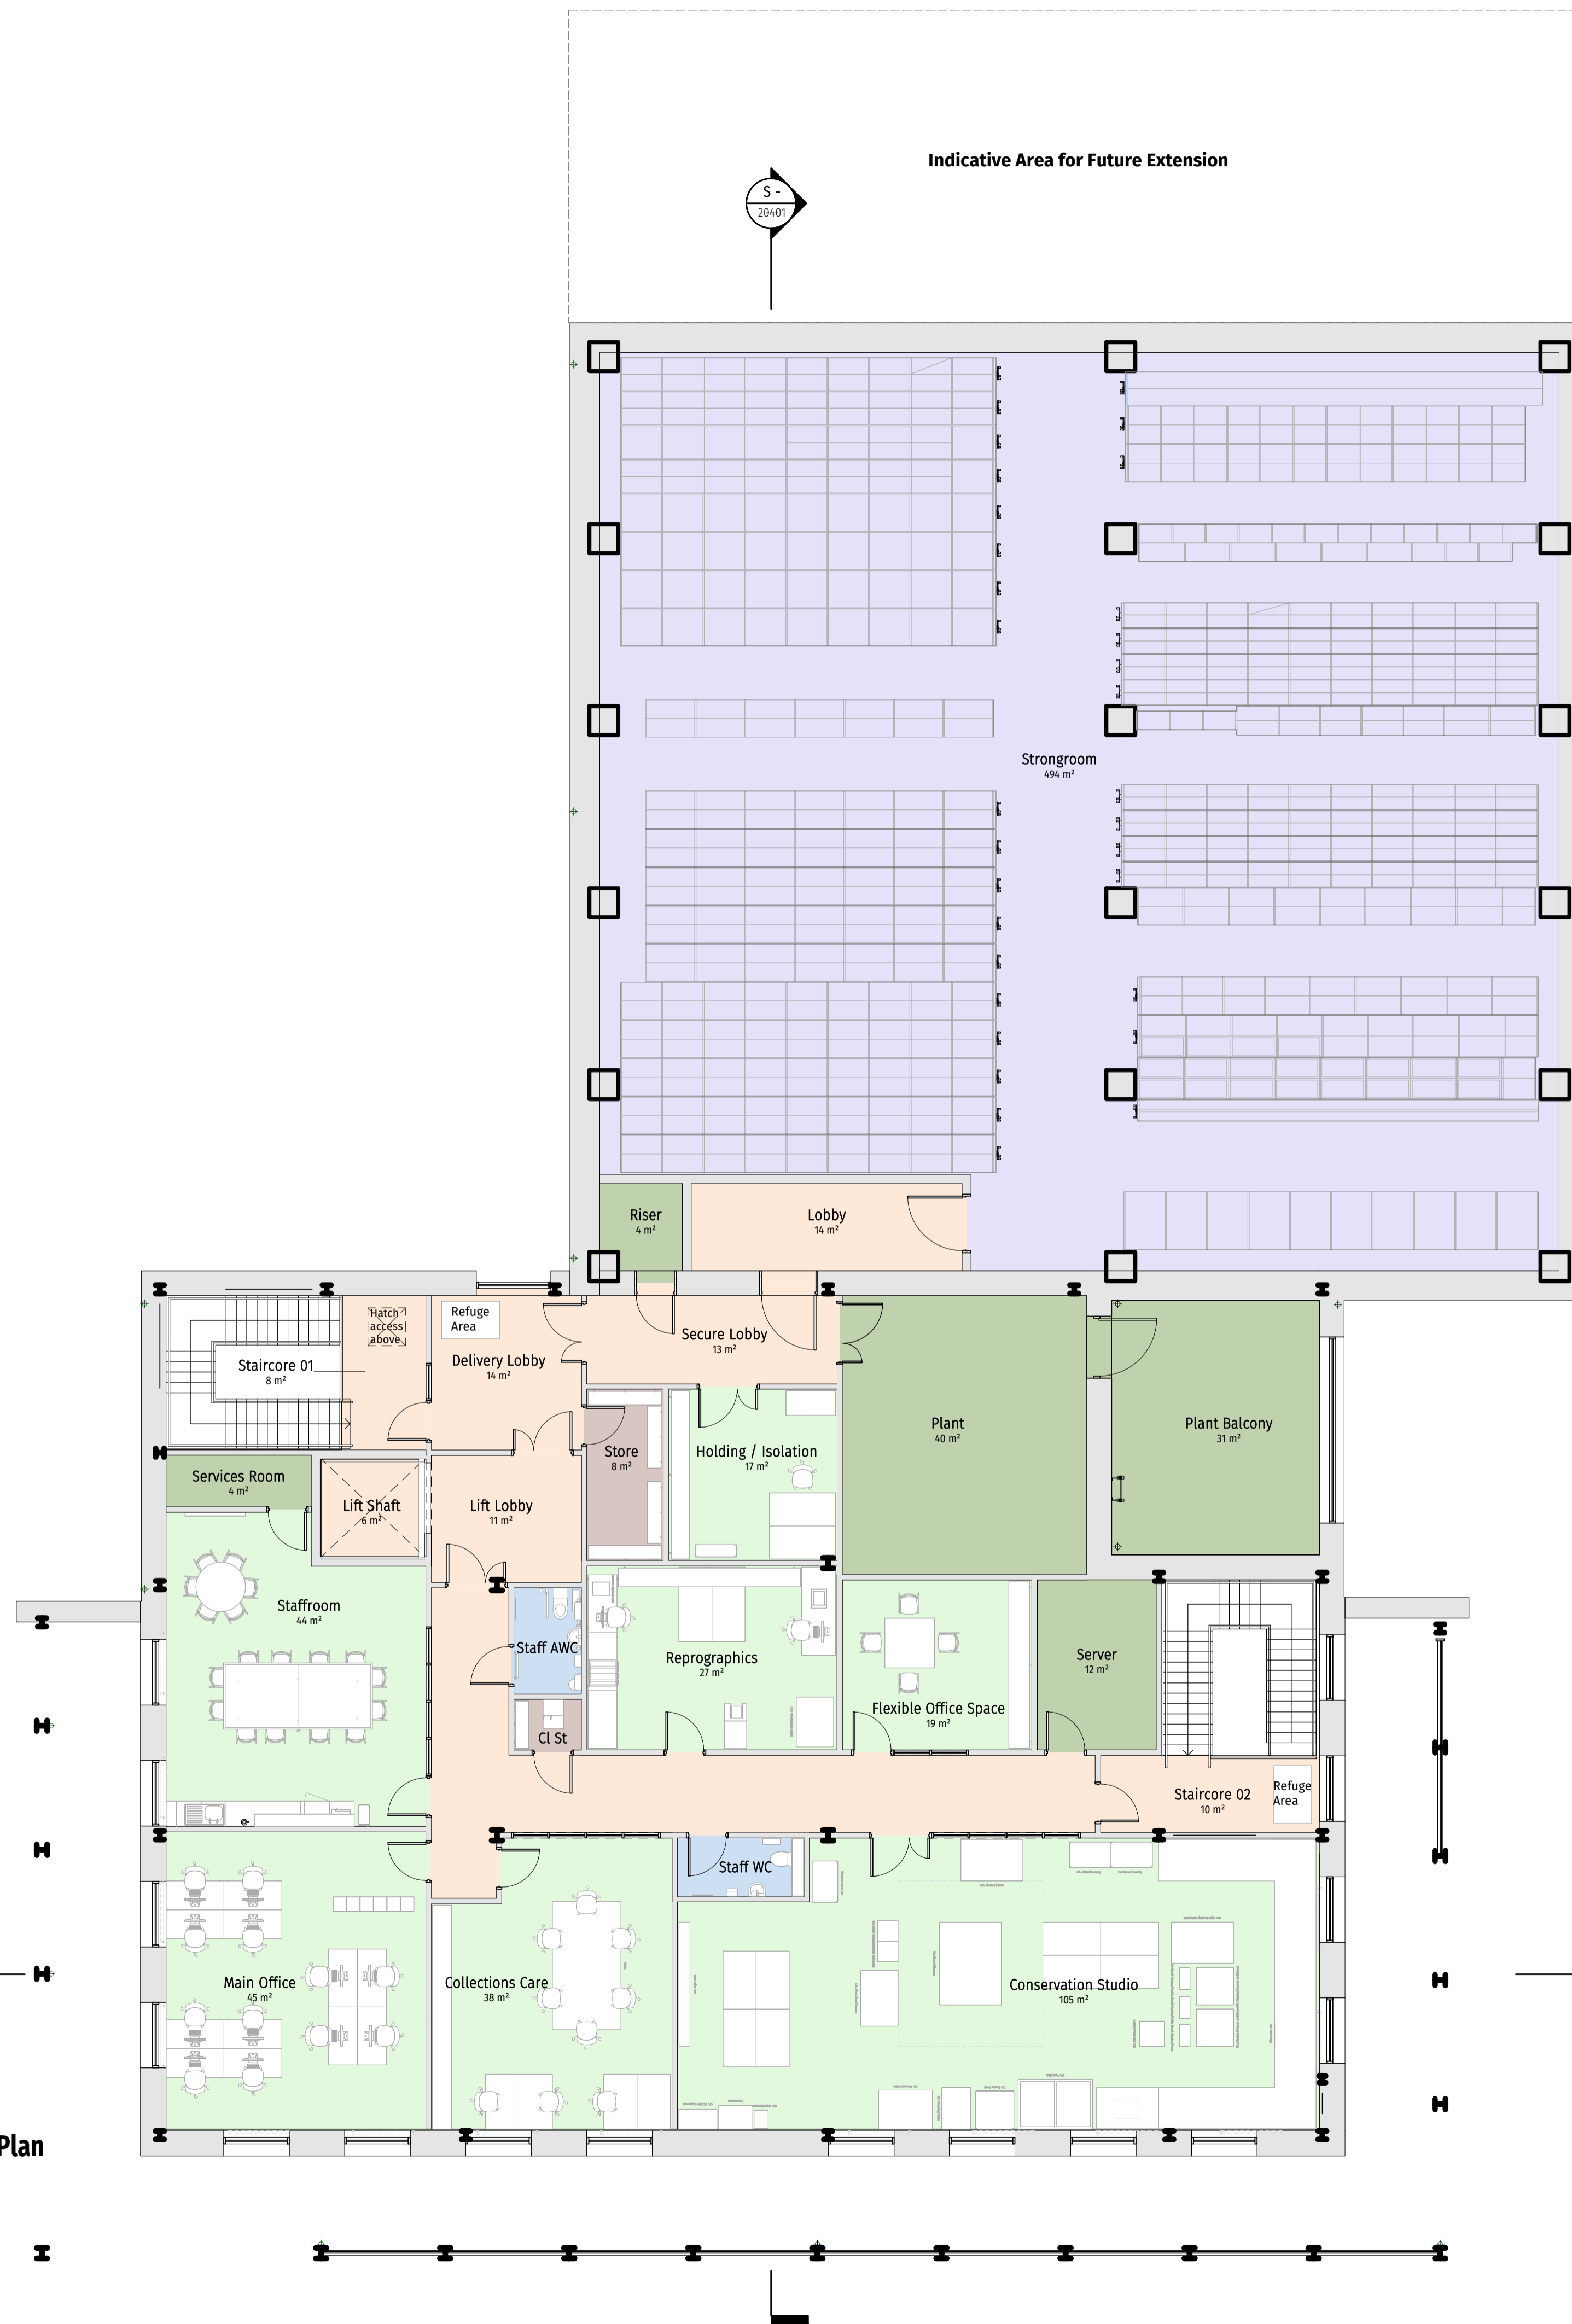 Indicative Area for Future Extension
S -
20401
Strongroom
494 m²
Riser
4 m²
Lobby
14 m²
Hatch
access
above
Refuge
Area
Secure Lobby
13 m²
Staircore 01
8 m²
Delivery Lobby
14 m²
Plant
40 m²
Plant Balcony
31 m²
Store
8 m²
Holding / Isolation
17 m²
Services Room
4 m²
Lift Shaft
6 m²
Lift Lobby
11 m²
Staffroom
44 m²
Staff AWC
Reprographics
27 m²
Server
12 m²
Flexible Office Space
19 m²
Cl St
Staircore 02
10 m²
Refuge
Area
Staff WC
Main Office
45 m²
Collections Care
38 m²
Conservation Studio
105 m²
Plan